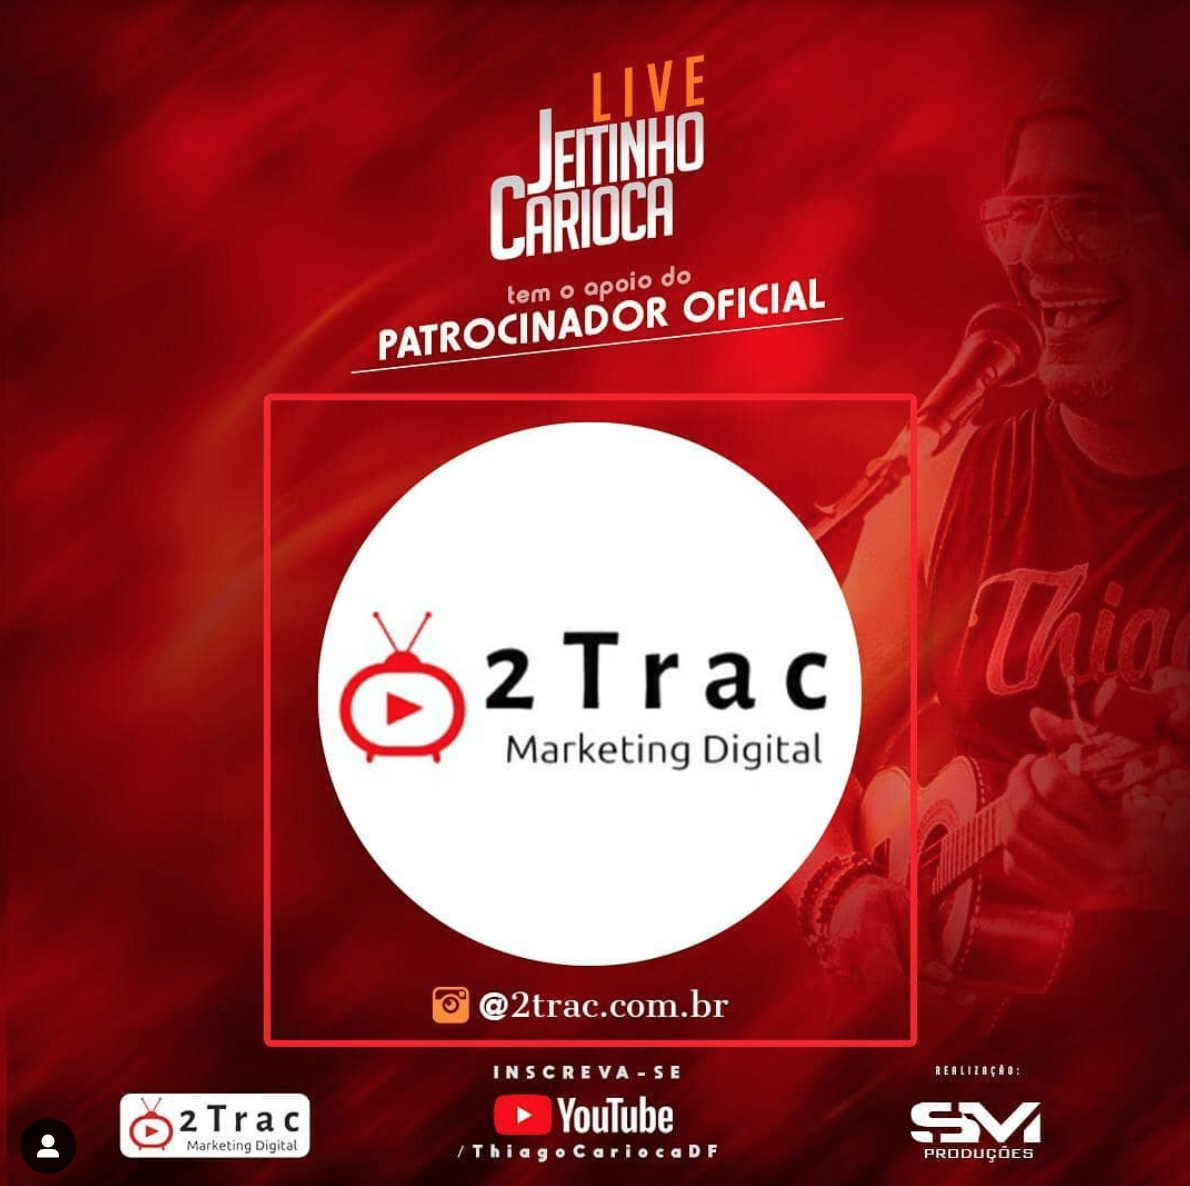 LIVE
JEITINHO
CARIOCA
tem o apoio do
PATROCINADOR OFICIAL
2Trac
Marketing Digital
@2trac.com.br
INSCREVA-SE
YouTube
/ThiagoCariocaDF
REALIZAÇÃO:
SM
PRODUÇÕES
2Trac
Marketing Digital
Thiag